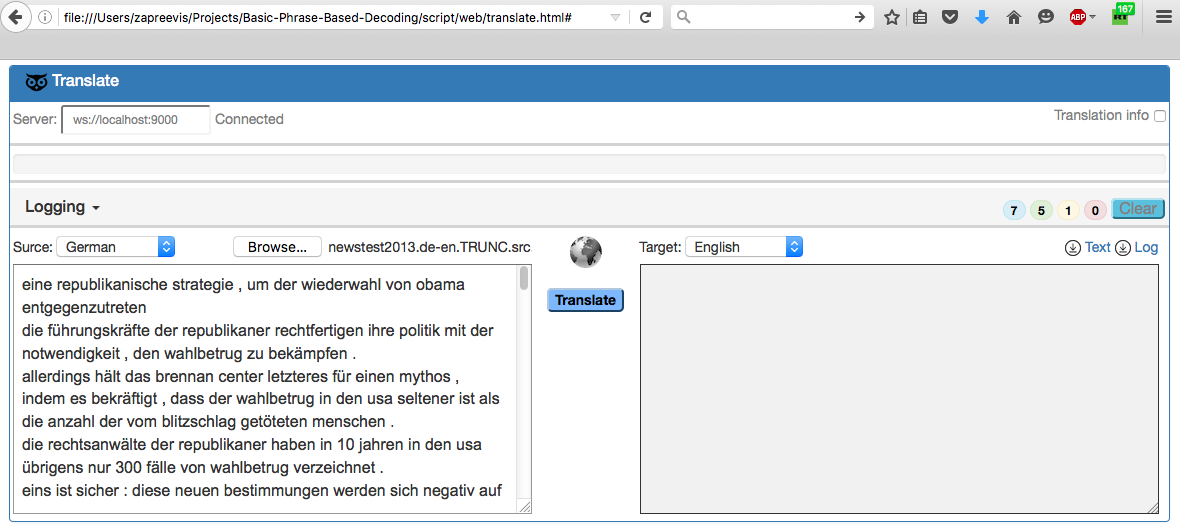 file:///Users/zapreevis/Projects/Basic-Phrase-Based-Decoding/script/web/translate.html#
ABP
RT
167
Translate
Server: ws://localhost:9000 Connected
Translation info
Logging
7 5 1 0 Clear
Surce: German Browse... newstest2013.de-en.TRUNC.src
Target: English Text Log
Translate
eine republikanische strategie , um der wiederwahl von obama
entgegenzutreten
die führungskräfte der republikaner rechtfertigen ihre politik mit der
notwendigkeit , den wahlbetrug zu bekämpfen .
allerdings hält das brennan center letzteres für einen mythos ,
indem es bekräftigt , dass der wahlbetrug in den usa seltener ist als
die anzahl der vom blitzschlag getöteten menschen .
die rechtsanwälte der republikaner haben in 10 jahren in den usa
übrigens nur 300 fälle von wahlbetrug verzeichnet .
eins ist sicher : diese neuen bestimmungen werden sich negativ auf